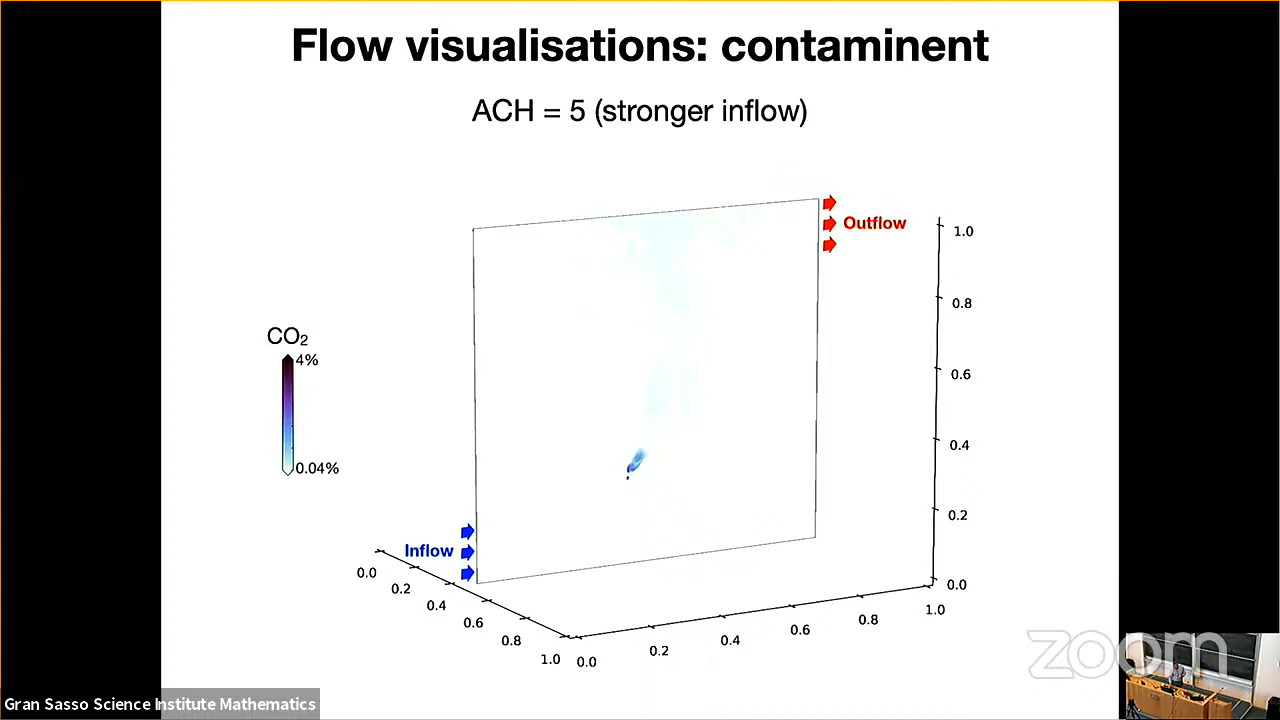 Flow visualisations: contaminent
ACH = 5 (stronger inflow)
Outflow
1.0
0.8
0.6
0.4
0.2
0.0
CO₂
4%
0.04%
Inflow
0.0
0.2
0.4
0.6
0.8
1.0
0.0
0.2
0.4
0.6
0.8
1.0
zoom
Gran Sasso Science Institute Mathematics